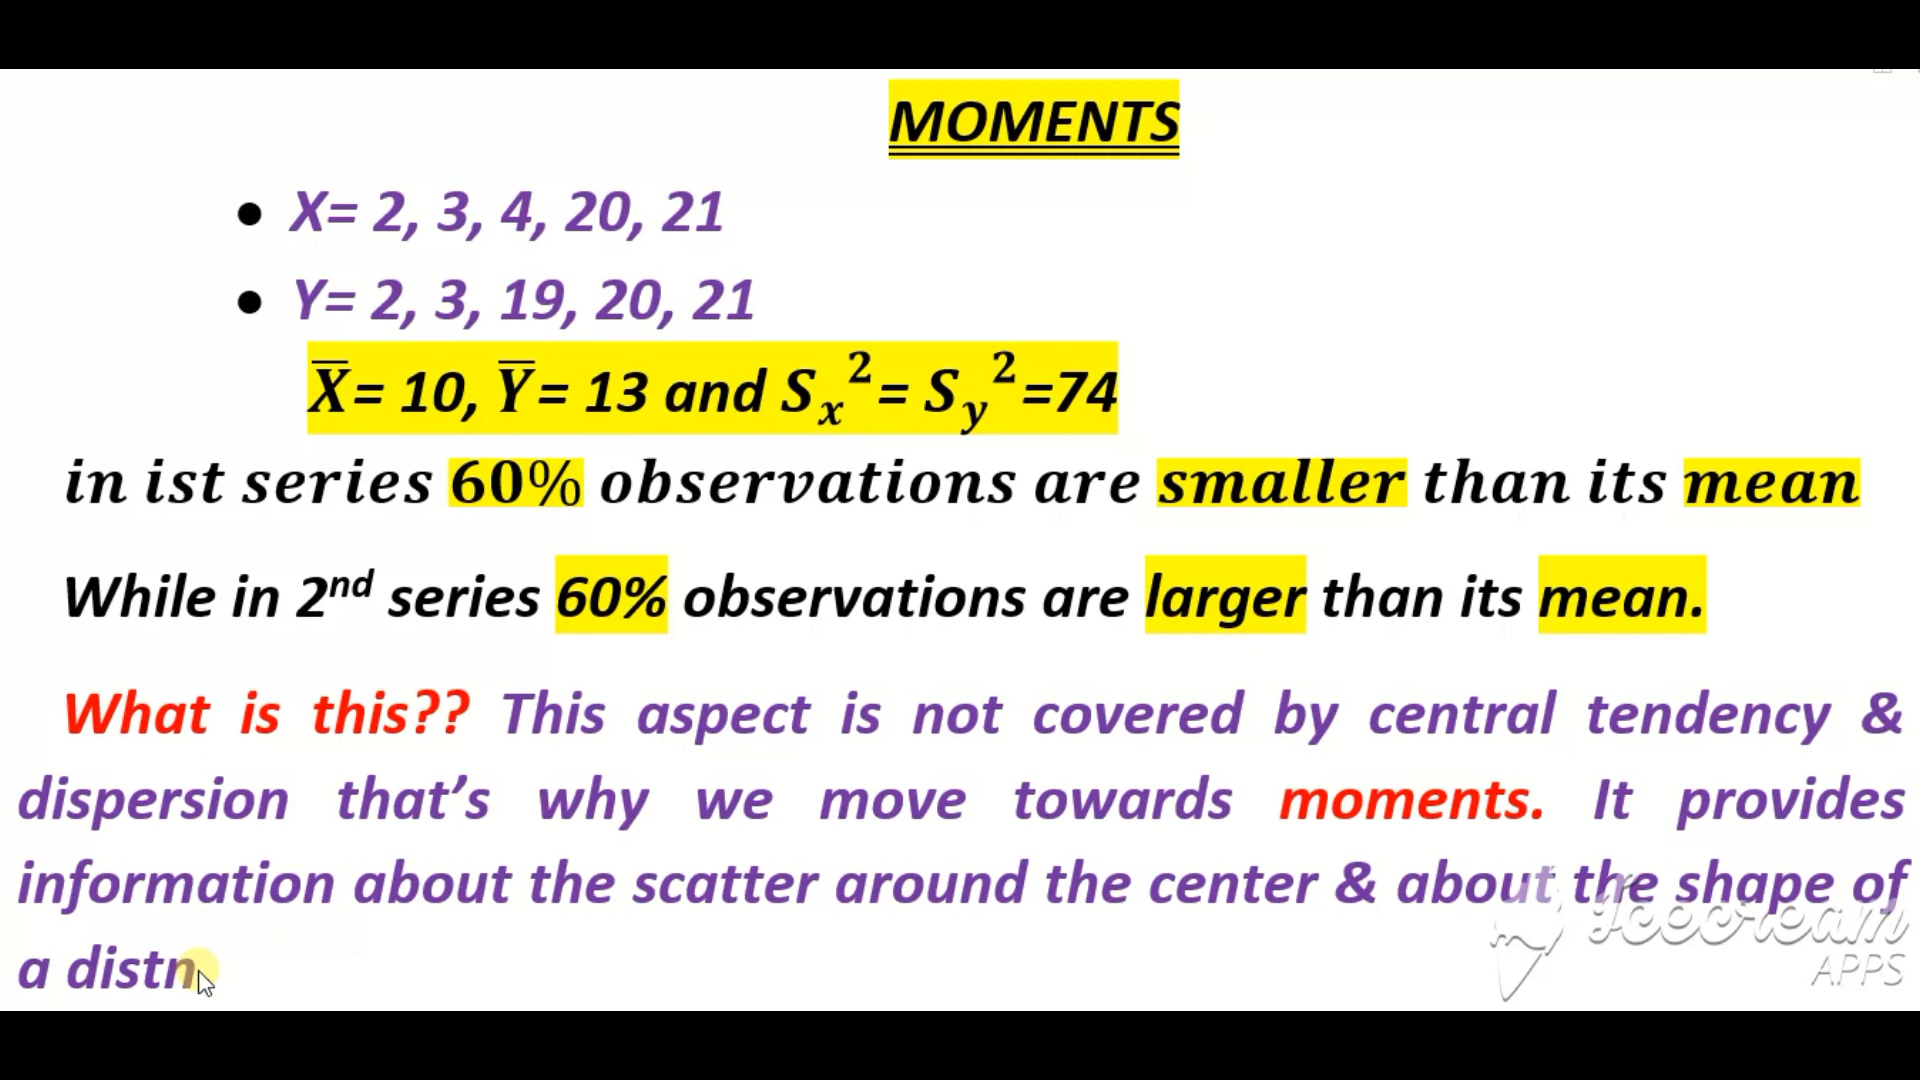 MOMENTS
• X= 2, 3, 4, 20, 21
• Y= 2, 3, 19, 20, 21
X̅= 10, Y̅= 13 and Sₓ²= Sᵧ²=74
in ist series 60% observations are smaller than its mean
While in 2ⁿᵈ series 60% observations are larger than its mean.
What is this?? This aspect is not covered by central tendency &
dispersion that’s why we move towards moments. It provides
information about the scatter around the center & about the shape of
a distn
Icecream
APPS